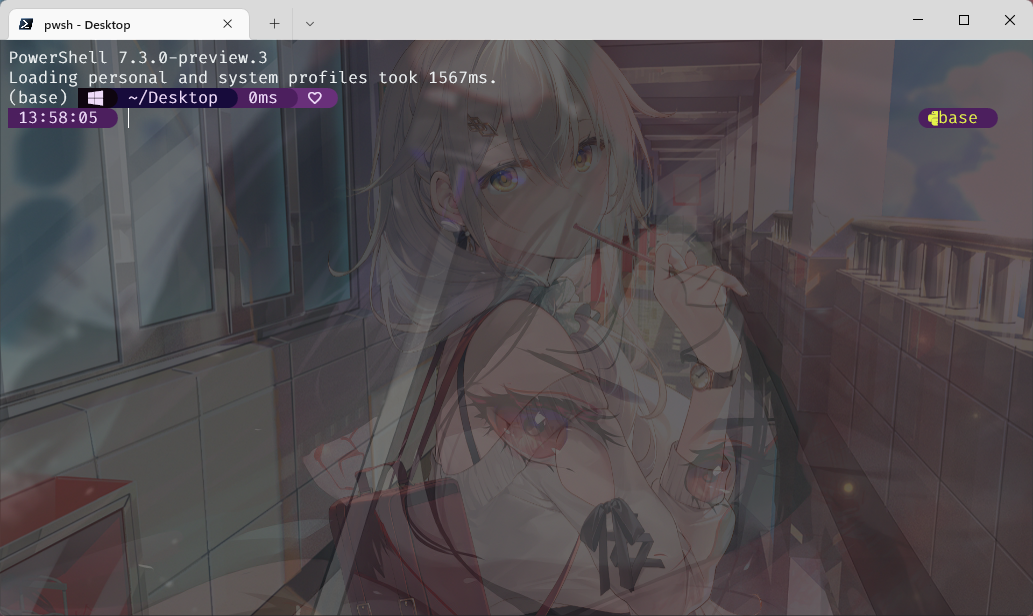 pwsh - Desktop
PowerShell 7.3.0-preview.3
Loading personal and system profiles took 1567ms.
(base) ~/Desktop 0ms
13:58:05 base